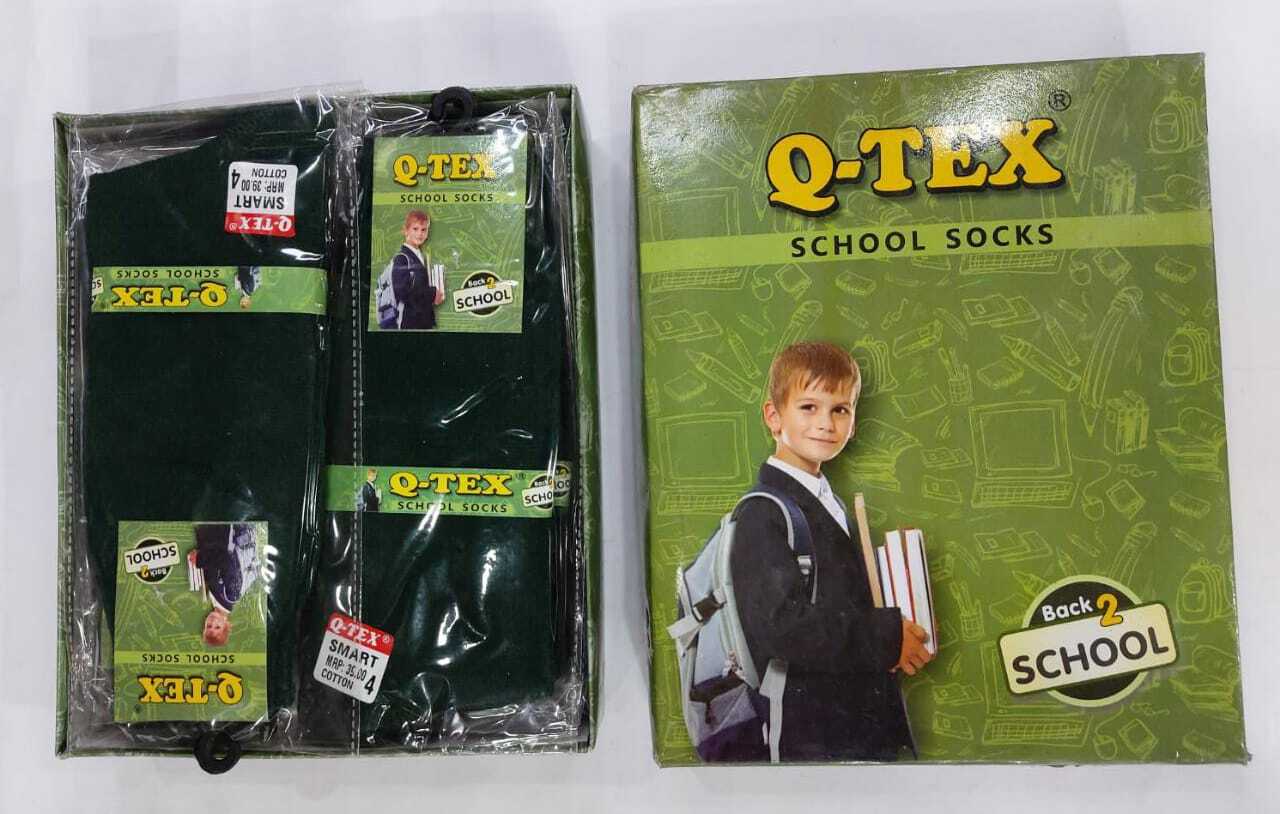 Q-TEX®
SMART
MRP: 39.00
COTTON
4
Q-TEX
SCHOOL SOCKS
Q-TEX
SCHOOL SOCKS
Back 2
SCHOOL
Q-TEX
SCHOOL SOCKS
Back 2
SCHOOL
Q-TEX
SCHOOL SOCKS
Back 2
SCHOOL
Q-TEX®
SMART
MRP: 39.00
COTTON 4
Q-TEX®
SCHOOL SOCKS
Back 2
SCHOOL